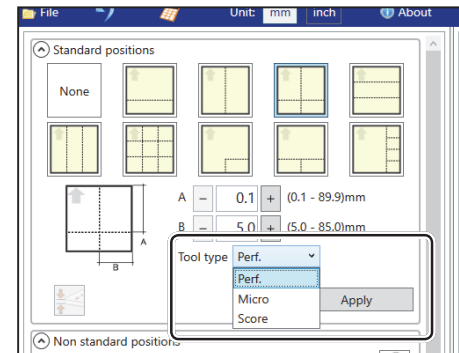 File Unit: mm inch About
Standard positions
None
A − 0.1 + (0.1 - 89.9)mm
B − 5.0 + (5.0 - 85.0)mm
A
B
Tool type Perf.
Perf.
Micro
Score
Apply
Non standard positions